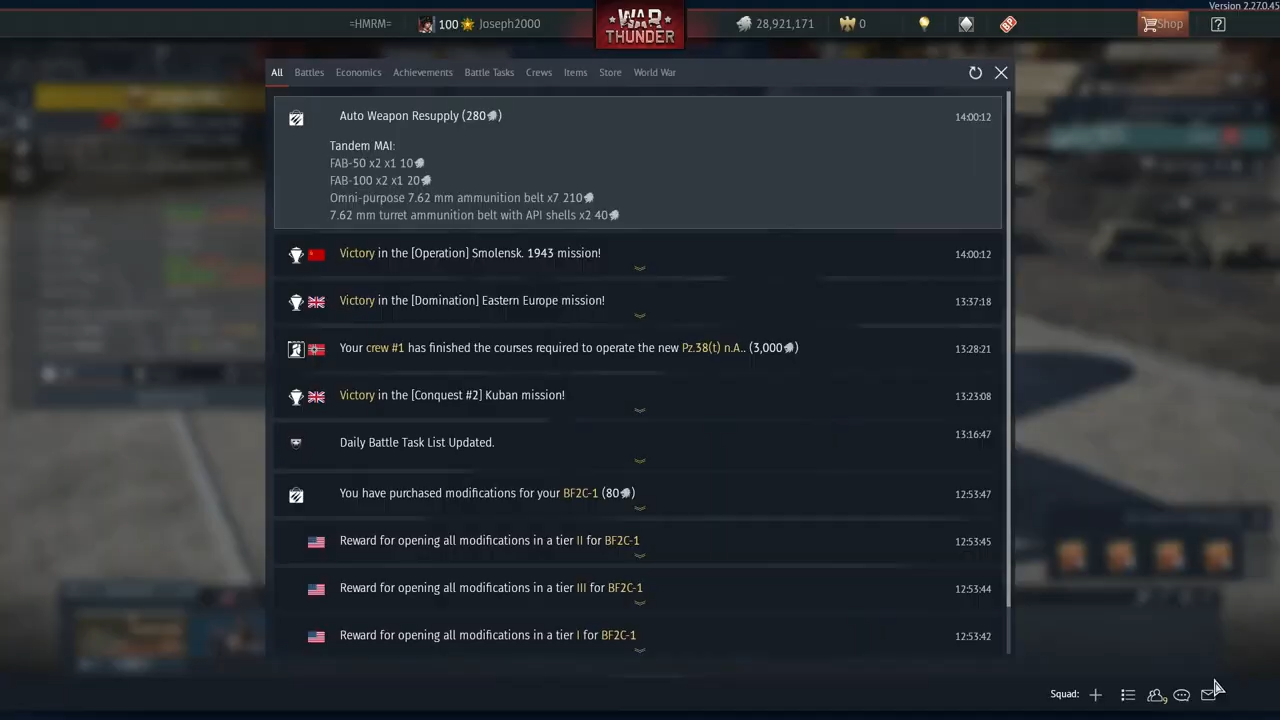 Version 2.27.0.45
=HMRM= 100 Joseph2000 WAR THUNDER 28,921,171 0 BP Shop ?
All Battles Economics Achievements Battle Tasks Crews Items Store World War
Auto Weapon Resupply (280) 14:00:12
Tandem MAI:
FAB-50 x2 x1 10
FAB-100 x2 x1 20
Omni-purpose 7.62 mm ammunition belt x7 210
7.62 mm turret ammunition belt with API shells x2 40
Victory in the [Operation] Smolensk. 1943 mission! 14:00:12
Victory in the [Domination] Eastern Europe mission! 13:37:18
Your crew #1 has finished the courses required to operate the new Pz.38(t) n.A.. (3,000) 13:28:21
Victory in the [Conquest #2] Kuban mission! 13:23:08
Daily Battle Task List Updated. 13:16:47
You have purchased modifications for your BF2C-1 (80) 12:53:47
Reward for opening all modifications in a tier II for BF2C-1 12:53:45
Reward for opening all modifications in a tier III for BF2C-1 12:53:44
Reward for opening all modifications in a tier I for BF2C-1 12:53:42
Squad: + 9